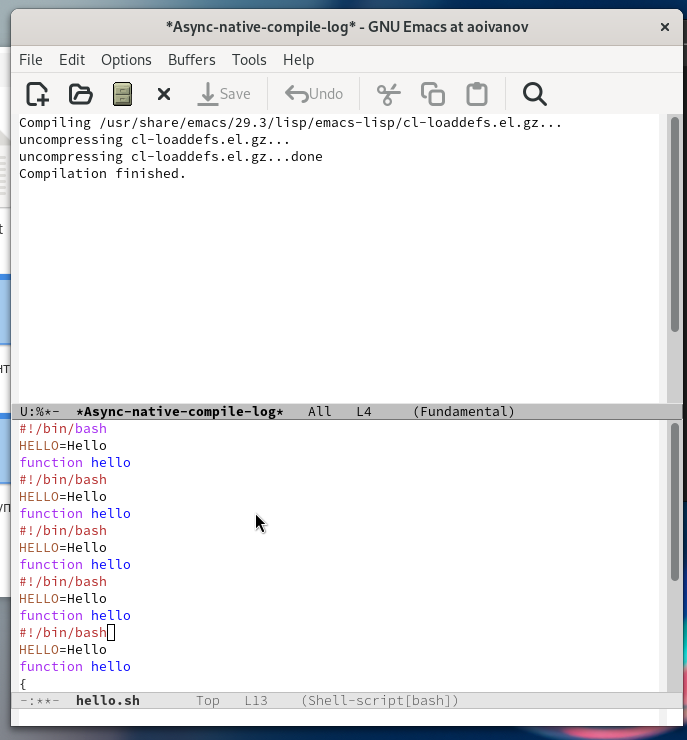 *Async-native-compile-log* - GNU Emacs at aoivanov
File Edit Options Buffers Tools Help
Save Undo
Compiling /usr/share/emacs/29.3/lisp/emacs-lisp/cl-loaddefs.el.gz...
uncompressing cl-loaddefs.el.gz...
uncompressing cl-loaddefs.el.gz...done
Compilation finished.
U:%*- *Async-native-compile-log* All L4 (Fundamental)
#!/bin/bash
HELLO=Hello
function hello
#!/bin/bash
HELLO=Hello
function hello
#!/bin/bash
HELLO=Hello
function hello
#!/bin/bash
HELLO=Hello
function hello
#!/bin/bash
HELLO=Hello
function hello
{
-:**- hello.sh Top L13 (Shell-script[bash])